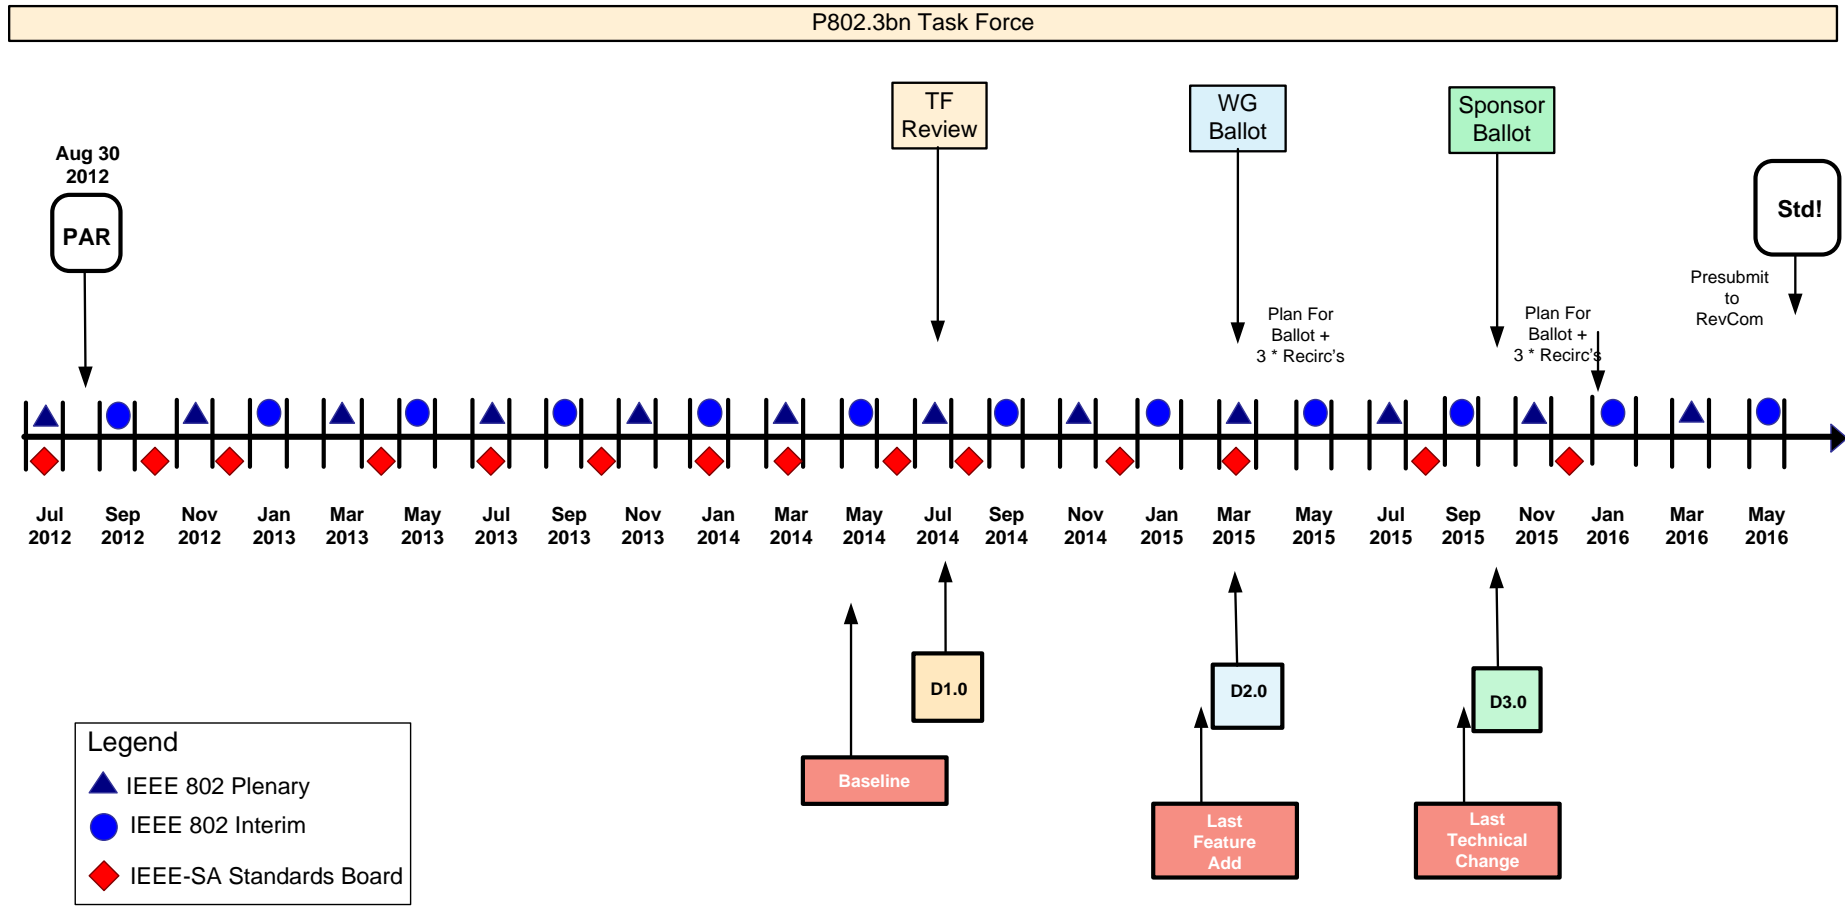 P802.3bn Task Force
TF
Review
WG
Ballot
Sponsor
Ballot
Aug 30
2012
PAR
Std!
Presubmit
to
RevCom
Plan For
Ballot +
3 * Recirc's
Plan For
Ballot +
3 * Recirc's
Jul
2012
Sep
2012
Nov
2012
Jan
2013
Mar
2013
May
2013
Jul
2013
Sep
2013
Nov
2013
Jan
2014
Mar
2014
May
2014
Jul
2014
Sep
2014
Nov
2014
Jan
2015
Mar
2015
May
2015
Jul
2015
Sep
2015
Nov
2015
Jan
2016
Mar
2016
May
2016
D1.0
D2.0
D3.0
Baseline
Last
Feature
Add
Last
Technical
Change
Legend
IEEE 802 Plenary
IEEE 802 Interim
IEEE-SA Standards Board